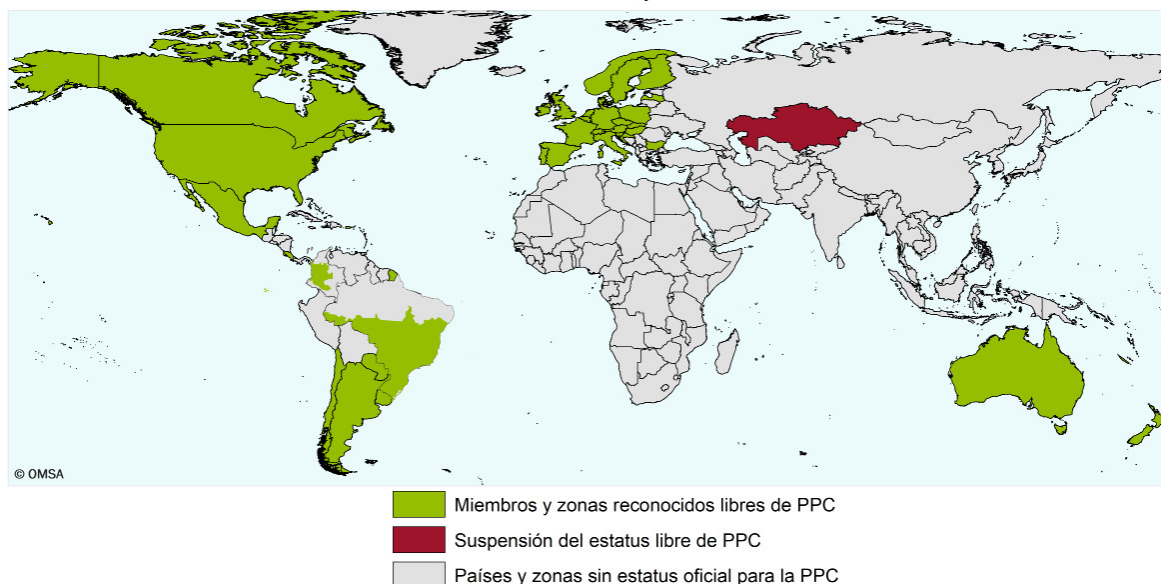 © OMSA
Miembros y zonas reconocidos libres de PPC
Suspensión del estatus libre de PPC
Países y zonas sin estatus oficial para la PPC